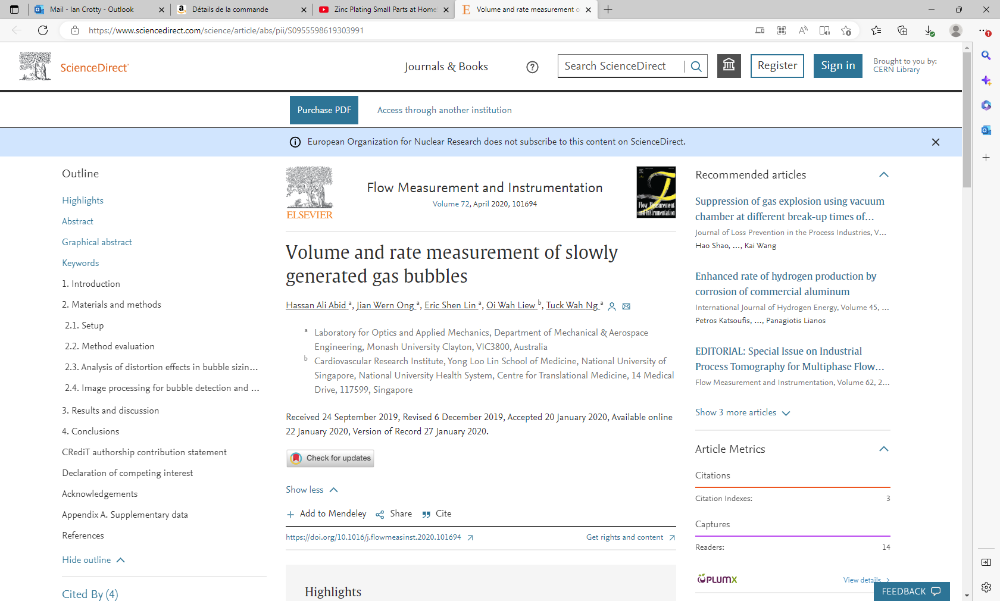 Mail - Ian Crotty - Outlook
Détails de la commande
Zinc Plating Small Parts at Home
Volume and rate measurement o
https://www.sciencedirect.com/science/article/abs/pii/S0955598619303991
ScienceDirect
Journals & Books
Search ScienceDirect
Register
Sign in
Brought to you by:
CERN Library
Purchase PDF
Access through another institution
European Organization for Nuclear Research does not subscribe to this content on ScienceDirect.
Outline
Highlights
Abstract
Graphical abstract
Keywords
1. Introduction
2. Materials and methods
2.1. Setup
2.2. Method evaluation
2.3. Analysis of distortion effects in bubble sizin...
2.4. Image processing for bubble detection and ...
3. Results and discussion
4. Conclusions
CRediT authorship contribution statement
Declaration of competing interest
Acknowledgements
Appendix A. Supplementary data
References
Hide outline
Cited By (4)
ELSEVIER
Flow Measurement and Instrumentation
Volume 72, April 2020, 101694
Flow Measurement
and Instrumentation
Volume and rate measurement of slowly
generated gas bubbles
Hassan Ali Abid a, Jian Wern Ong a, Eric Shen Lin a, Oi Wah Liew b, Tuck Wah Ng a
a Laboratory for Optics and Applied Mechanics, Department of Mechanical & Aerospace
Engineering, Monash University Clayton, VIC3800, Australia
b Cardiovascular Research Institute, Yong Loo Lin School of Medicine, National University of
Singapore, National University Health System, Centre for Translational Medicine, 14 Medical
Drive, 117599, Singapore
Received 24 September 2019, Revised 6 December 2019, Accepted 20 January 2020, Available online
22 January 2020, Version of Record 27 January 2020.
Check for updates
Show less
Add to Mendeley
Share
Cite
https://doi.org/10.1016/j.flowmeasinst.2020.101694
Get rights and content
Highlights
Recommended articles
Suppression of gas explosion using vacuum
chamber at different break-up times of...
Journal of Loss Prevention in the Process Industries, V...
Hao Shao, ..., Kai Wang
Enhanced rate of hydrogen production by
corrosion of commercial aluminum
International Journal of Hydrogen Energy, Volume 45, ...
Petros Katsoufis, ..., Panagiotis Lianos
EDITORIAL: Special Issue on Industrial
Process Tomography for Multiphase Flow...
Flow Measurement and Instrumentation, Volume 62, 2...
Show 3 more articles
Article Metrics
Citations
Citation Indexes: 3
Captures
Readers: 14
PLUMX
View details
FEEDBACK